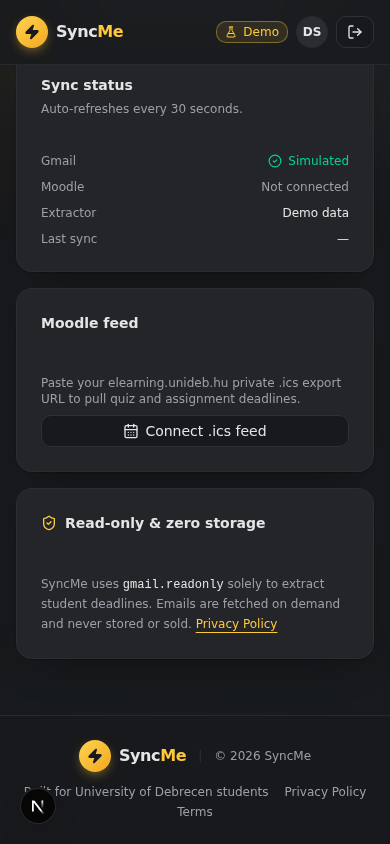 SyncMe
Demo
DS
Sync status
Auto-refreshes every 30 seconds.
Gmail
Simulated
Moodle
Not connected
Extractor
Demo data
Last sync
—
Moodle feed
Paste your elearning.unideb.hu private .ics export
URL to pull quiz and assignment deadlines.
Connect .ics feed
Read-only & zero storage
SyncMe uses gmail.readonly solely to extract
student deadlines. Emails are fetched on demand
and never stored or sold. Privacy Policy
SyncMe
© 2026 SyncMe
for University of Debrecen students
Privacy Policy
Terms
N